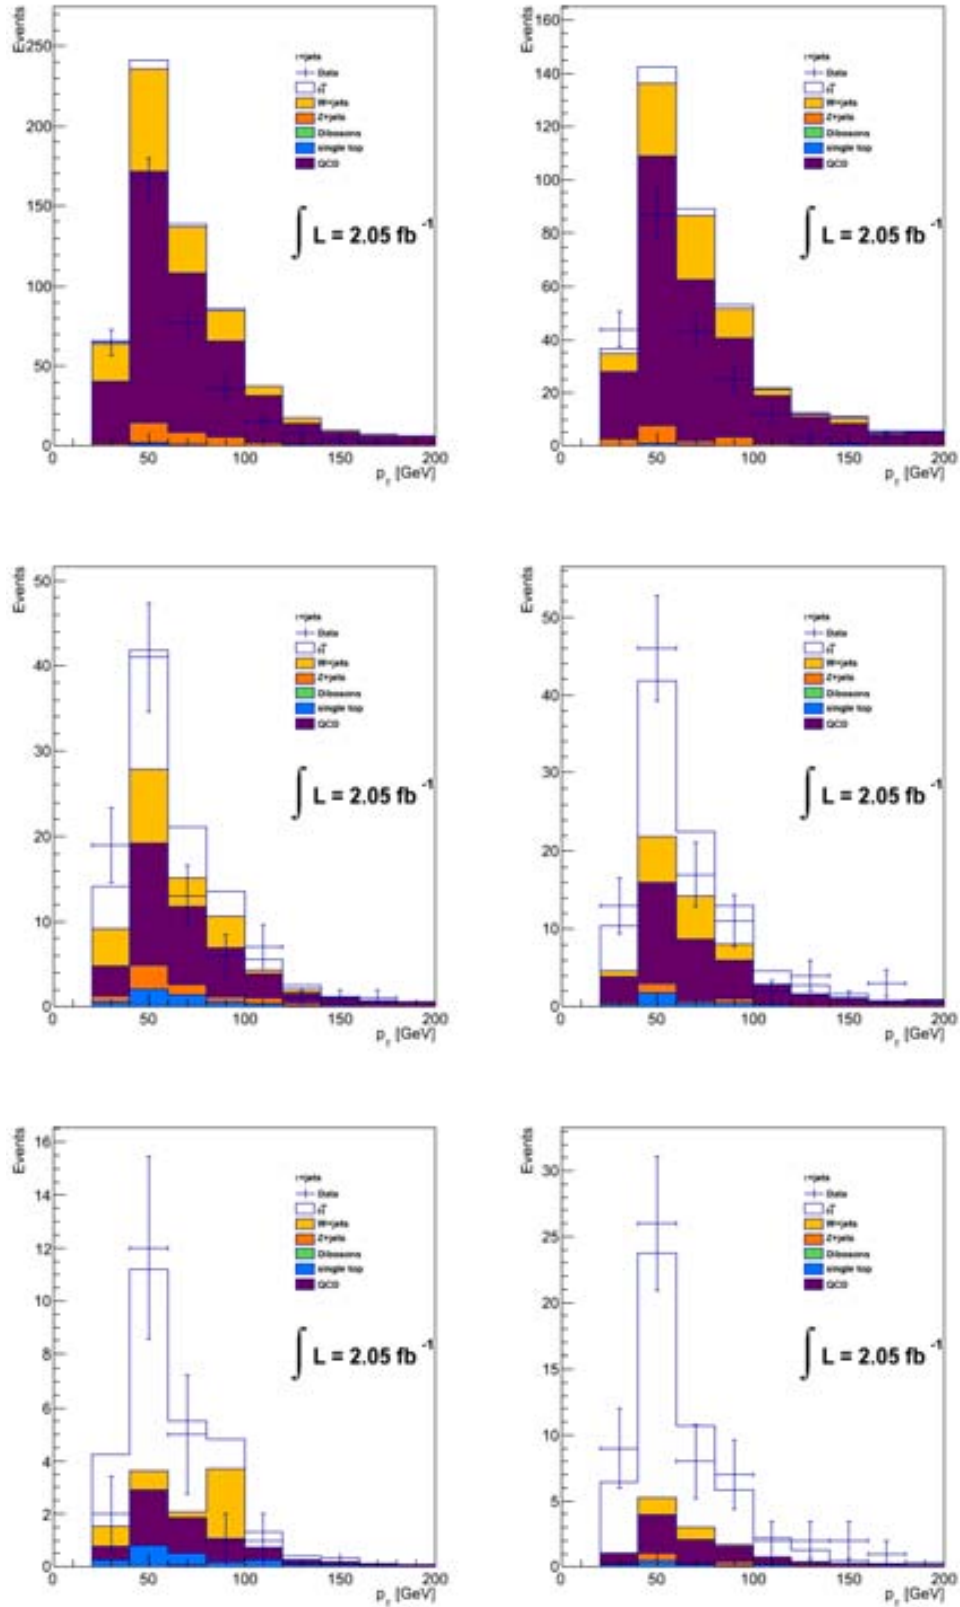 Events
250
200
150
100
50
0
τ+jets
Data
W+jets
Z+jets
Dibosons
single top
QCD
∫ L = 2.05 fb⁻¹
0 50 100 150 200
p_T [GeV]
Events
160
140
120
100
80
60
40
20
0
τ+jets
Data
W+jets
Z+jets
Dibosons
single top
QCD
∫ L = 2.05 fb⁻¹
0 50 100 150 200
p_T [GeV]
Events
50
40
30
20
10
0
τ+jets
Data
W+jets
Z+jets
Dibosons
single top
QCD
∫ L = 2.05 fb⁻¹
0 50 100 150 200
p_T [GeV]
Events
50
40
30
20
10
0
τ+jets
Data
W+jets
Z+jets
Dibosons
single top
QCD
∫ L = 2.05 fb⁻¹
0 50 100 150 200
p_T [GeV]
Events
16
14
12
10
8
6
4
2
0
τ+jets
Data
W+jets
Z+jets
Dibosons
single top
QCD
∫ L = 2.05 fb⁻¹
0 50 100 150 200
p_T [GeV]
Events
30
25
20
15
10
5
0
τ+jets
Data
W+jets
Z+jets
Dibosons
single top
QCD
∫ L = 2.05 fb⁻¹
0 50 100 150 200
p_T [GeV]